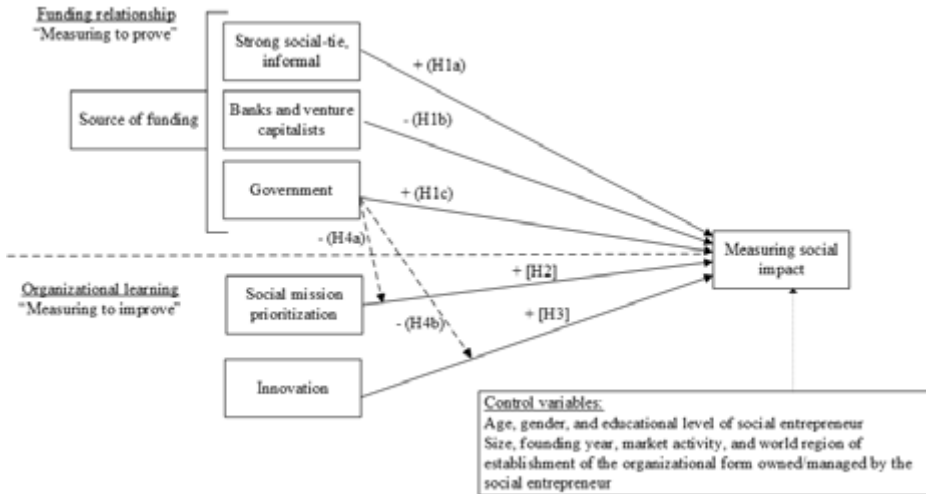 Funding relationship
“Measuring to prove”
Strong social-tie,
informal
+ (H1a)
Source of funding
Banks and venture
capitalists
- (H1b)
Government
+ (H1c)
- (H4a)
Measuring social
impact
Organizational learning
“Measuring to improve”
Social mission
prioritization
+ [H2]
- (H4b)
+ [H3]
Innovation
Control variables:
Age, gender, and educational level of social entrepreneur
Size, founding year, market activity, and world region of
establishment of the organizational form owned/managed by the
social entrepreneur